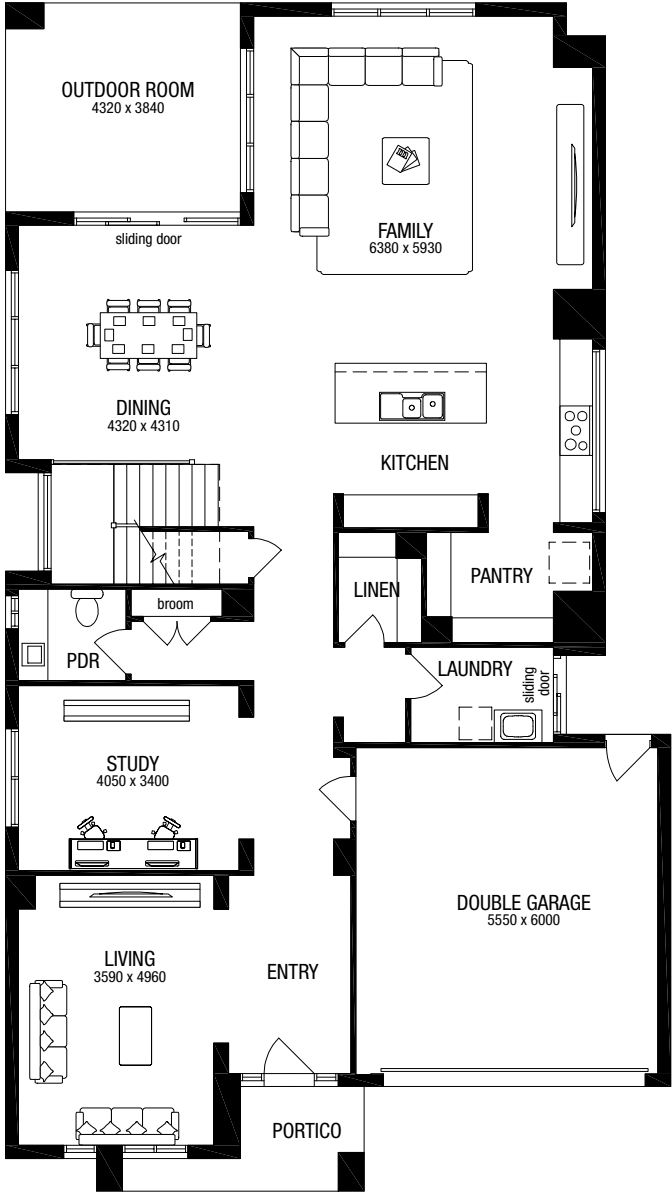 OUTDOOR ROOM
4320 x 3840
sliding door
FAMILY
6380 x 5930
DINING
4320 x 4310
KITCHEN
PANTRY
LINEN
broom
PDR
LAUNDRY
sliding
door
STUDY
4050 x 3400
DOUBLE GARAGE
5550 x 6000
LIVING
3590 x 4960
ENTRY
PORTICO